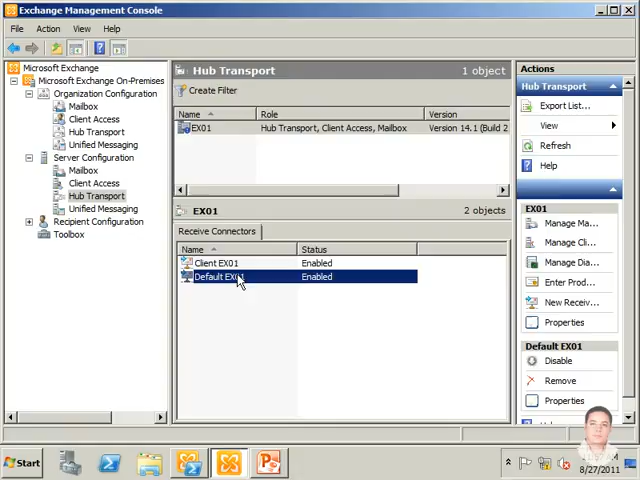 Exchange Management Console
File Action View Help
Microsoft Exchange
Microsoft Exchange On-Premises
Organization Configuration
Mailbox
Client Access
Hub Transport
Unified Messaging
Server Configuration
Mailbox
Client Access
Hub Transport
Unified Messaging
Recipient Configuration
Toolbox
Hub Transport 1 object
Create Filter
Name Role Version
EX01 Hub Transport, Client Access, Mailbox Version 14.1 (Build 2
EX01 2 objects
Receive Connectors
Name Status
Client EX01 Enabled
Default EX01 Enabled
Actions
Hub Transport
Export List...
View
Refresh
Help
EX01
Manage Ma...
Manage Cli...
Manage Dia...
Enter Prod...
New Receiv...
Properties
Default EX01
Disable
Remove
Properties
Start
8/27/2011